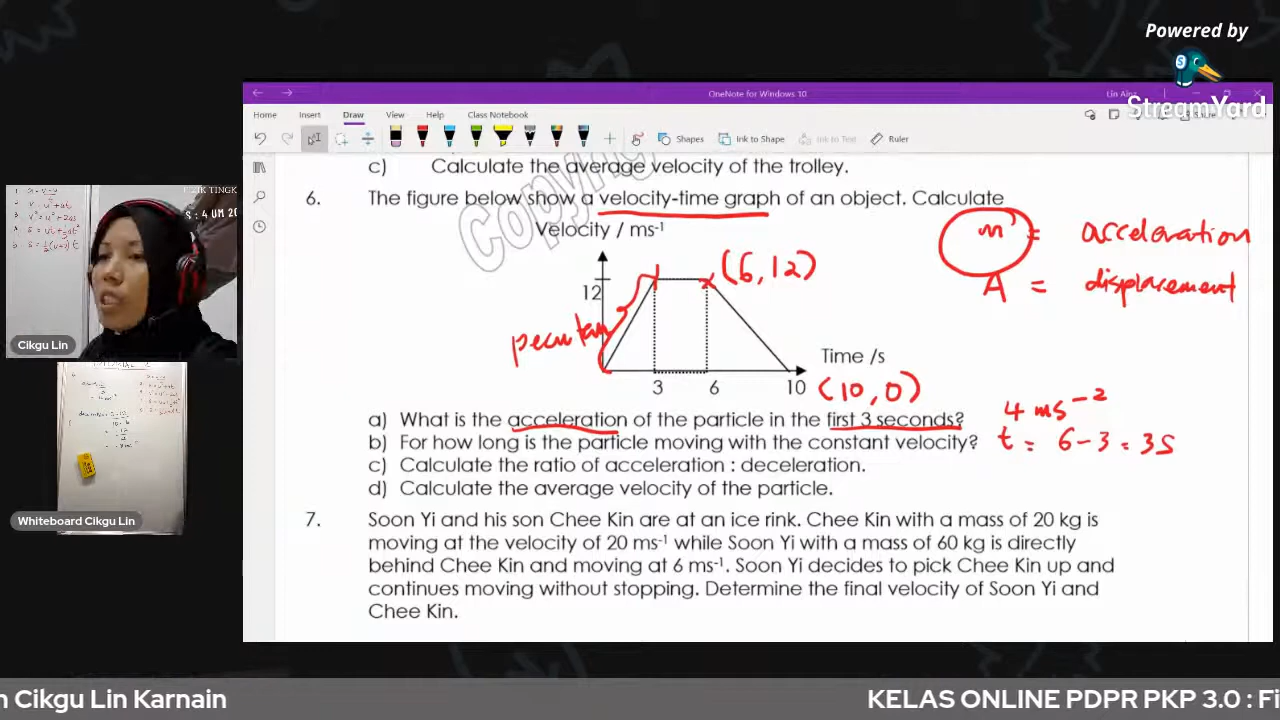 Powered by
StreamYard
OneNote for Windows 10
Lin Ainz
Home Insert Draw View Help Class Notebook
Shapes Ink to Shape Ink to Text Ruler
c) Calculate the average velocity of the trolley.
6. The figure below show a velocity-time graph of an object. Calculate
Copyright
Velocity / ms⁻¹
m = acceleration
(6,12)
A = displacement
12
pecutan
Time /s
3 6 10
(10,0)
a) What is the acceleration of the particle in the first 3 seconds?
4 ms⁻²
b) For how long is the particle moving with the constant velocity?
t = 6-3 = 3s
c) Calculate the ratio of acceleration : deceleration.
d) Calculate the average velocity of the particle.
7. Soon Yi and his son Chee Kin are at an ice rink. Chee Kin with a mass of 20 kg is
moving at the velocity of 20 ms⁻¹ while Soon Yi with a mass of 60 kg is directly
behind Chee Kin and moving at 6 ms⁻¹. Soon Yi decides to pick Chee Kin up and
continues moving without stopping. Determine the final velocity of Soon Yi and
Chee Kin.
FIZIK TINGK
S : 4 UM 20
Cikgu Lin
Whiteboard Cikgu Lin
n Cikgu Lin Karnain
KELAS ONLINE PDPR PKP 3.0 : Fi